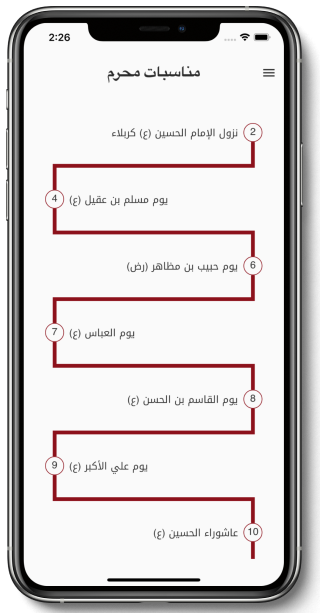 2:26
مناسبات محرم
2 نزول الإمام الحسين (ع) كربلاء
4 يوم مسلم بن عقيل (ع)
6 يوم حبيب بن مظاهر (رض)
7 يوم العباس (ع)
8 يوم القاسم بن الحسن (ع)
9 يوم علي الأكبر (ع)
10 عاشوراء الحسين (ع)